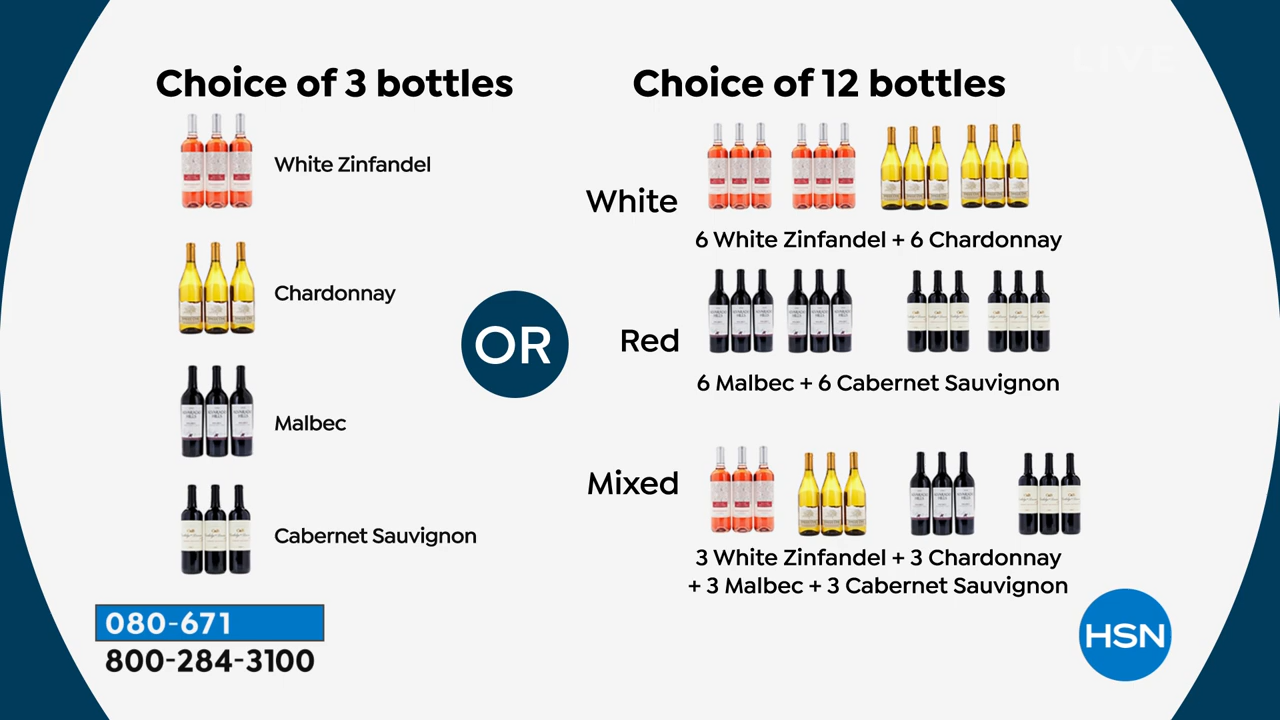 LIVE
Choice of 3 bottles
White Zinfandel
Chardonnay
Malbec
Cabernet Sauvignon
OR
Choice of 12 bottles
White
6 White Zinfandel + 6 Chardonnay
Red
6 Malbec + 6 Cabernet Sauvignon
Mixed
3 White Zinfandel + 3 Chardonnay
+ 3 Malbec + 3 Cabernet Sauvignon
080-671
800-284-3100
HSN